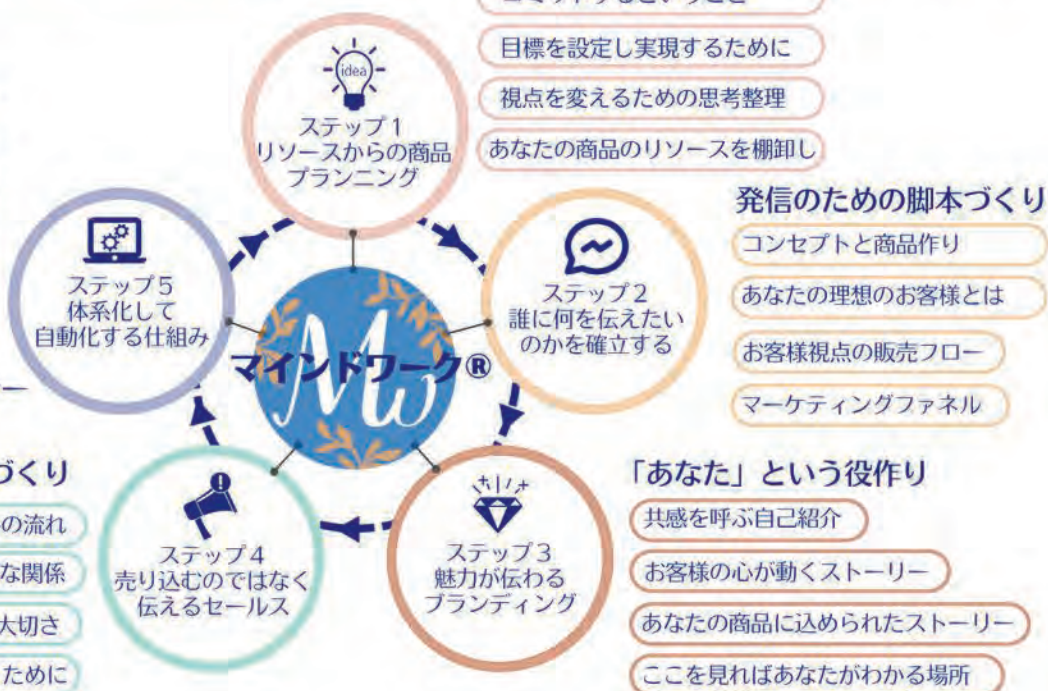 目標を設定し実現するために
視点を変えるための思考整理
あなたの商品のリソースを棚卸し
idea
ステップ1
リソースからの商品
プランニング
発信のための脚本づくり
コンセプトと商品作り
あなたの理想のお客様とは
お客様視点の販売フロー
マーケティングファネル
ステップ2
誰に何を伝えたい
のかを確立する
ステップ5
体系化して
自動化する仕組み
Mw
マインドワーク®
「あなた」という役作り
共感を呼ぶ自己紹介
お客様の心が動くストーリー
あなたの商品に込められたストーリー
ここを見ればあなたがわかる場所
ステップ3
魅力が伝わる
ブランディング
ステップ4
売り込むのではなく
伝えるセールス
づくり
の流れ
な関係
大切さ
ために